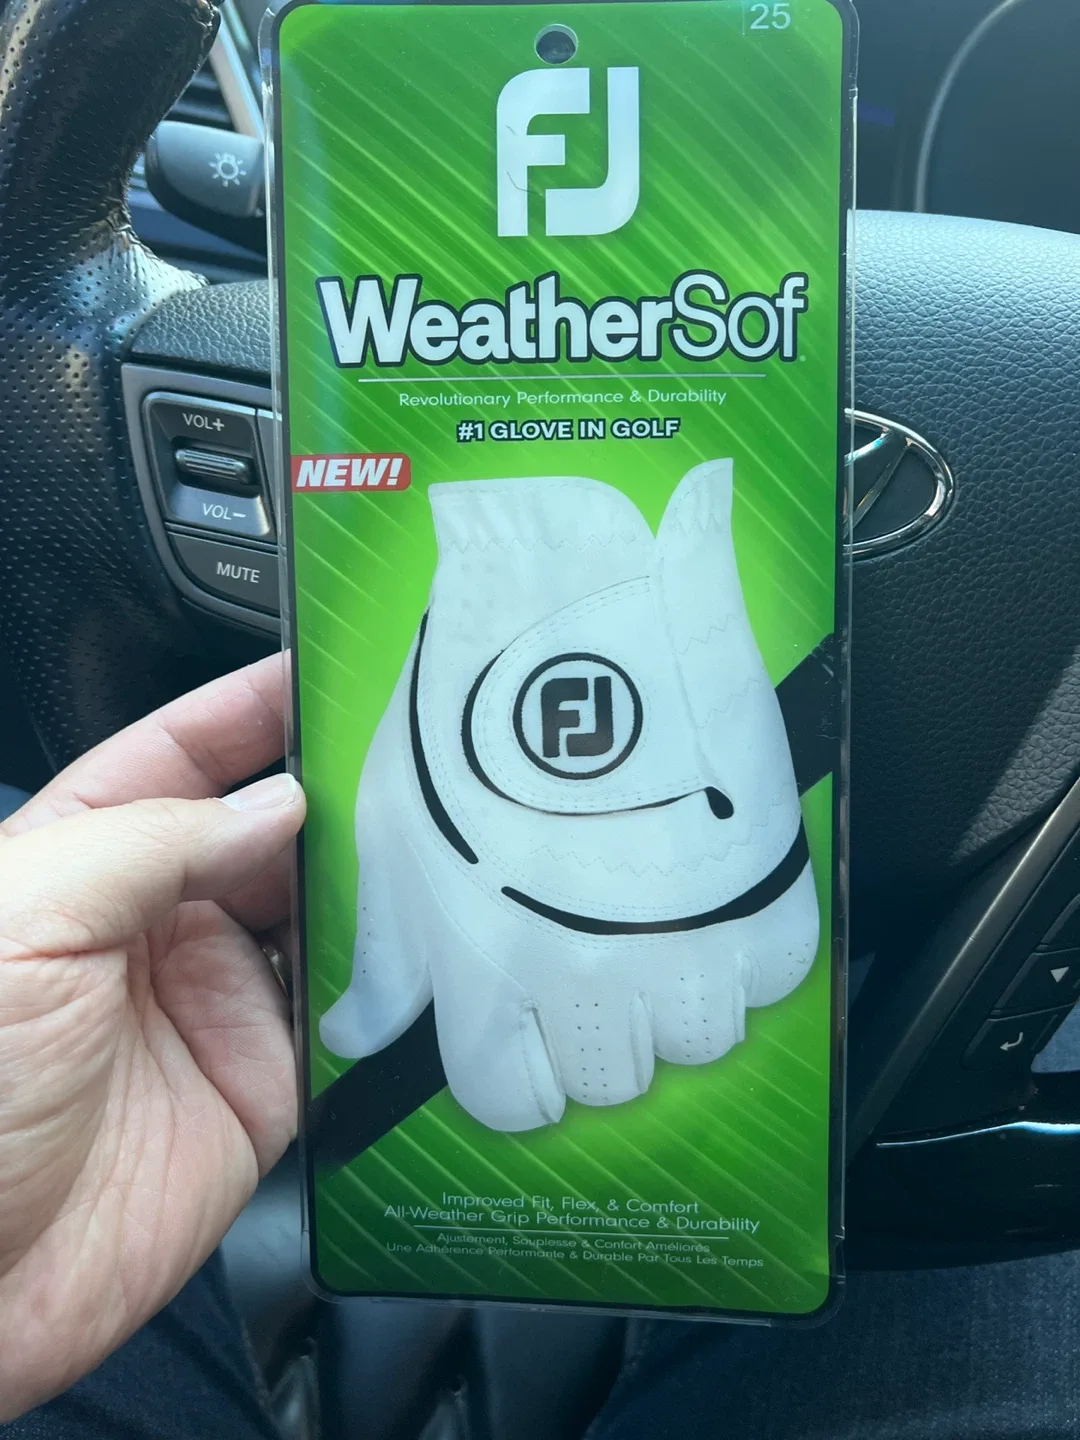 25
FJ
WeatherSof
Revolutionary Performance & Durability
#1 GLOVE IN GOLF
NEW!
VOL+
VOL–
MUTE
FJ
Improved Fit, Flex, & Comfort
All-Weather Grip Performance & Durability
Ajustement, Souplesse & Confort Améliorés
Une Adhérence Performante & Durable Par Tous Les Temps